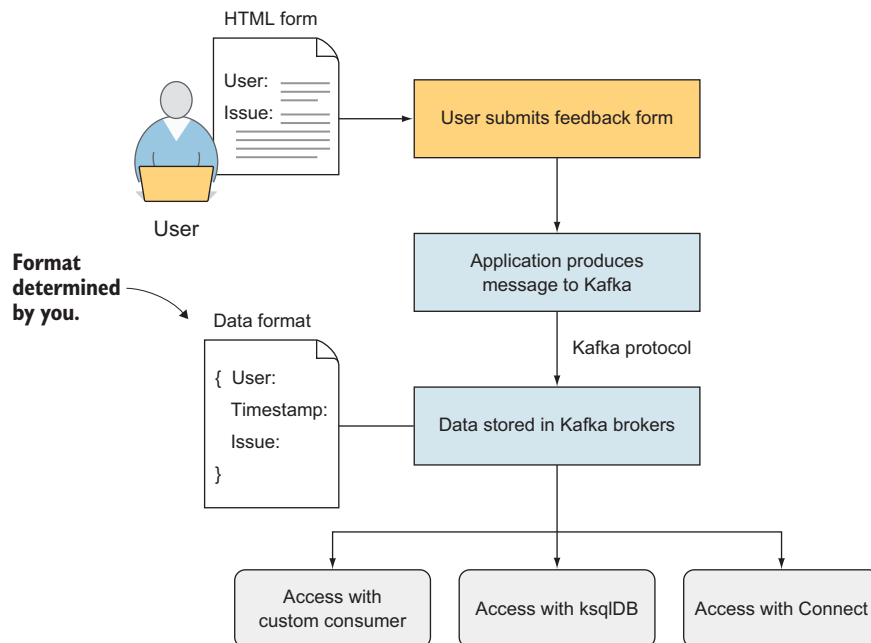 HTML form
User:
Issue:
User submits feedback form
User
Application produces
message to Kafka
Format
determined
by you.
Data format
Kafka protocol
{ User:
Timestamp:
Issue:
}
Data stored in Kafka brokers
Access with
custom consumer
Access with ksqlDB
Access with Connect